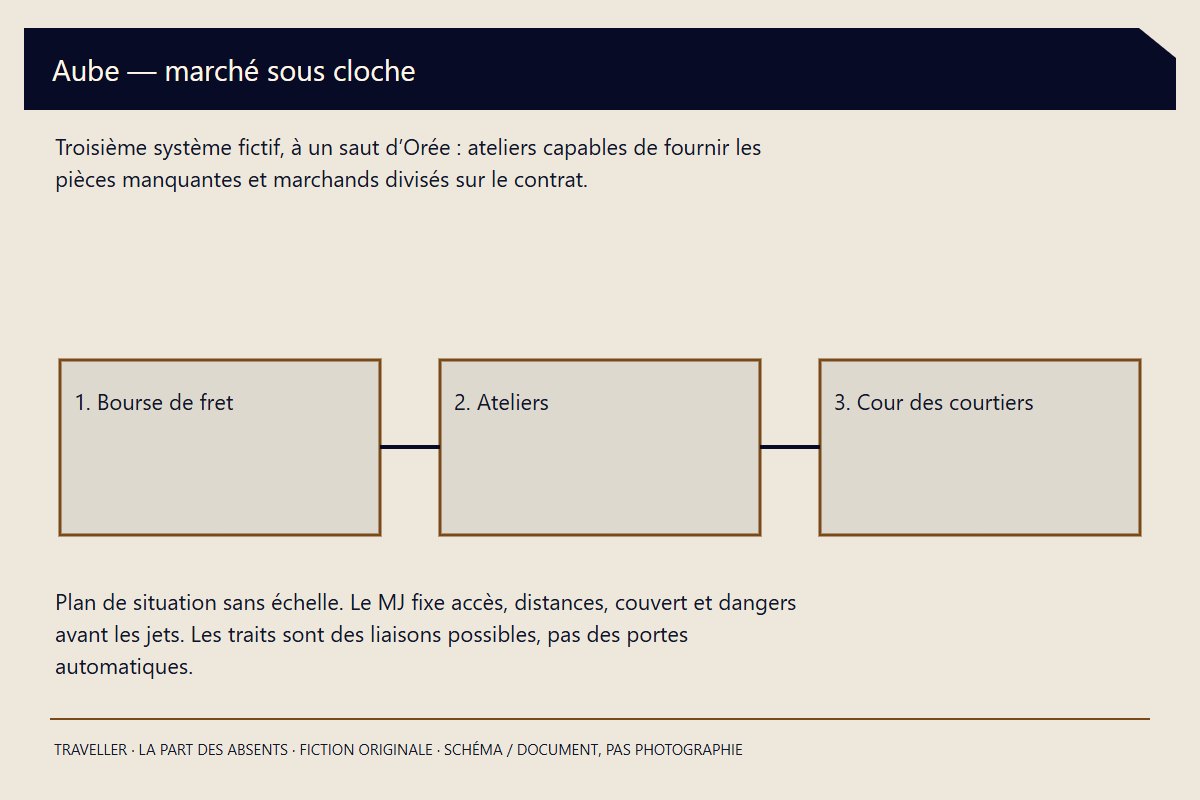 Aube — marché sous cloche
Troisième système fictif, à un saut d’Orée : ateliers capables de fournir les
pièces manquantes et marchands divisés sur le contrat.
1. Bourse de fret
2. Ateliers
3. Cour des courtiers
Plan de situation sans échelle. Le MJ fixe accès, distances, couvert et dangers
avant les jets. Les traits sont des liaisons possibles, pas des portes
automatiques.
TRAVELLER · LA PART DES ABSENTS · FICTION ORIGINALE · SCHÉMA / DOCUMENT, PAS PHOTOGRAPHIE